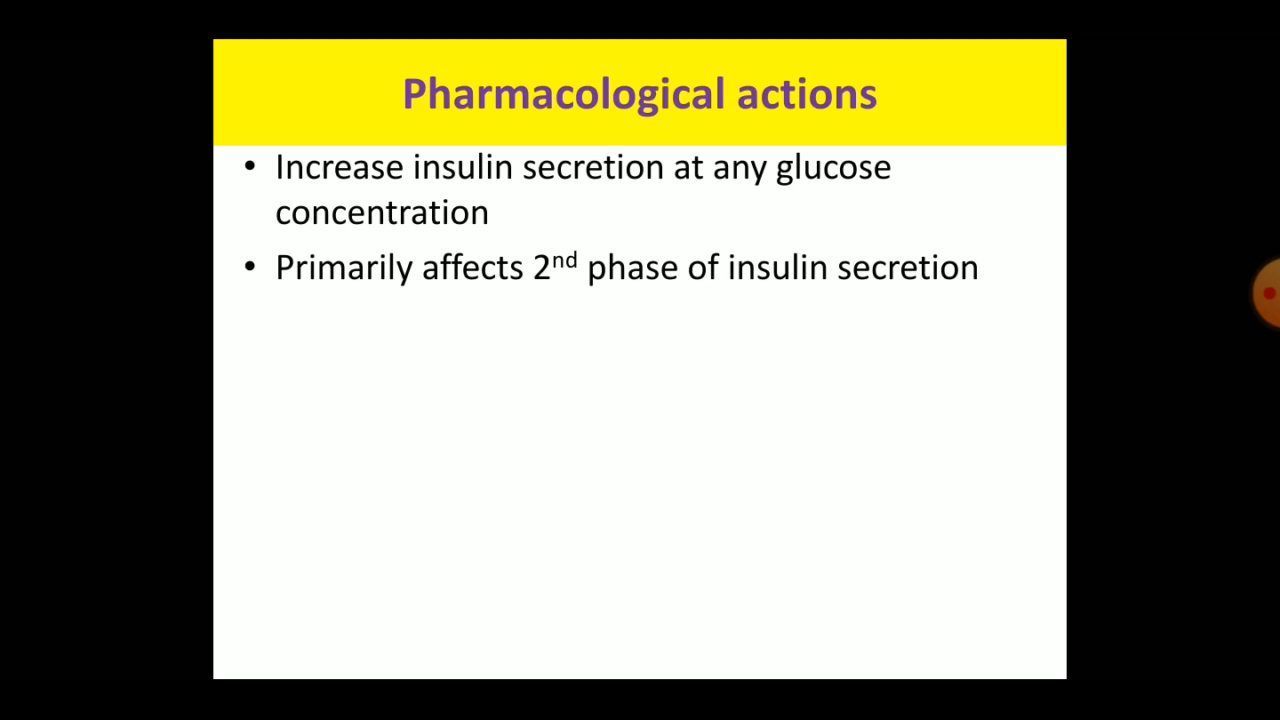 Pharmacological actions
• Increase insulin secretion at any glucose
concentration
• Primarily affects 2nd phase of insulin secretion